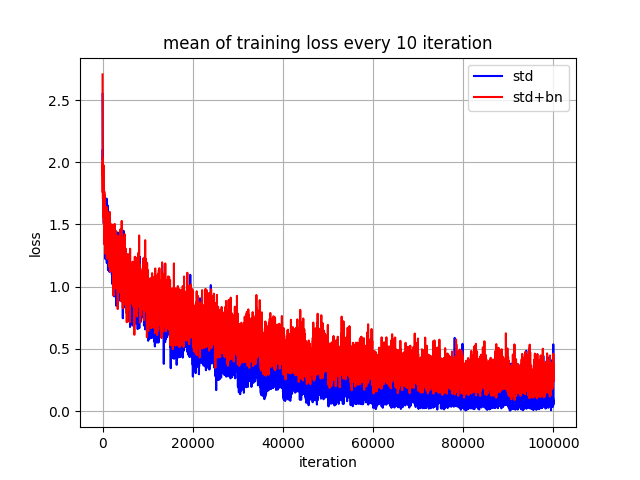 mean of training loss every 10 iteration
std
std+bn
2.5
2.0
1.5
1.0
0.5
0.0
loss
0 20000 40000 60000 80000 100000
iteration